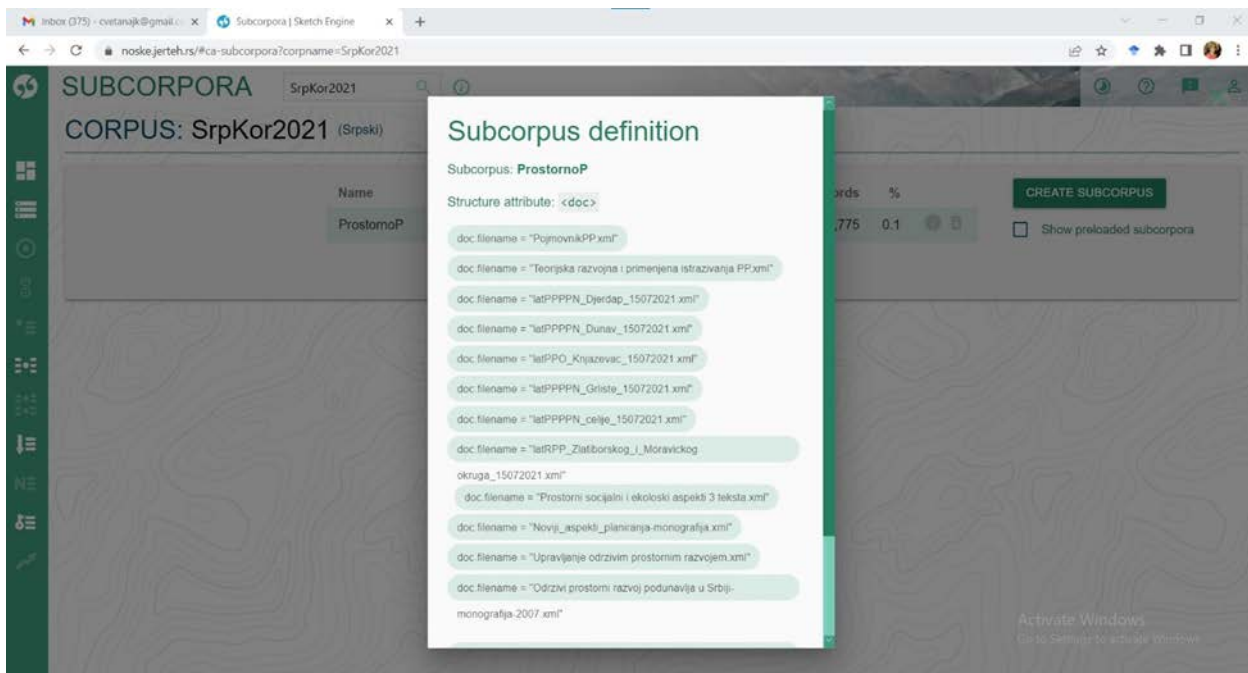 Inbox (375) - cvetanajk@gmail.c
Subcorpora | Sketch Engine
noske.jerteh.rs/#ca-subcorpora?corpname=SrpKor2021
SUBCORPORA
SrpKor2021
CORPUS: SrpKor2021 (Srpski)
Name
ProstornoP
ords %
,775 0.1
CREATE SUBCORPUS
Show preloaded subcorpora
Subcorpus definition
Subcorpus: ProstornoP
Structure attribute: <doc>
doc.filename = "PojmovnikPP.xml"
doc.filename = "Teorijska razvojna i primenjena istrazivanja PP.xml"
doc.filename = "latPPPPN_Djerdap_15072021.xml"
doc.filename = "latPPPPN_Dunav_15072021.xml"
doc.filename = "latPPO_Knjazevac_15072021.xml"
doc.filename = "latPPPPN_Grliste_15072021.xml"
doc.filename = "latPPPPN_celije_15072021.xml"
doc.filename = "latRPP_Zlatiborskog_i_Moravickog
okruga_15072021.xml"
doc.filename = "Prostorni socijalni i ekoloski aspekti 3 teksta.xml"
doc.filename = "Noviji_aspekti_planiranja-monografija.xml"
doc.filename = "Upravljanje odrzivim prostornim razvojem.xml"
doc.filename = "Odrzivi prostorni razvoj podunavlja u Srbiji-
monografija-2007.xml"
Activate Windows
Go to Settings to activate Windows.